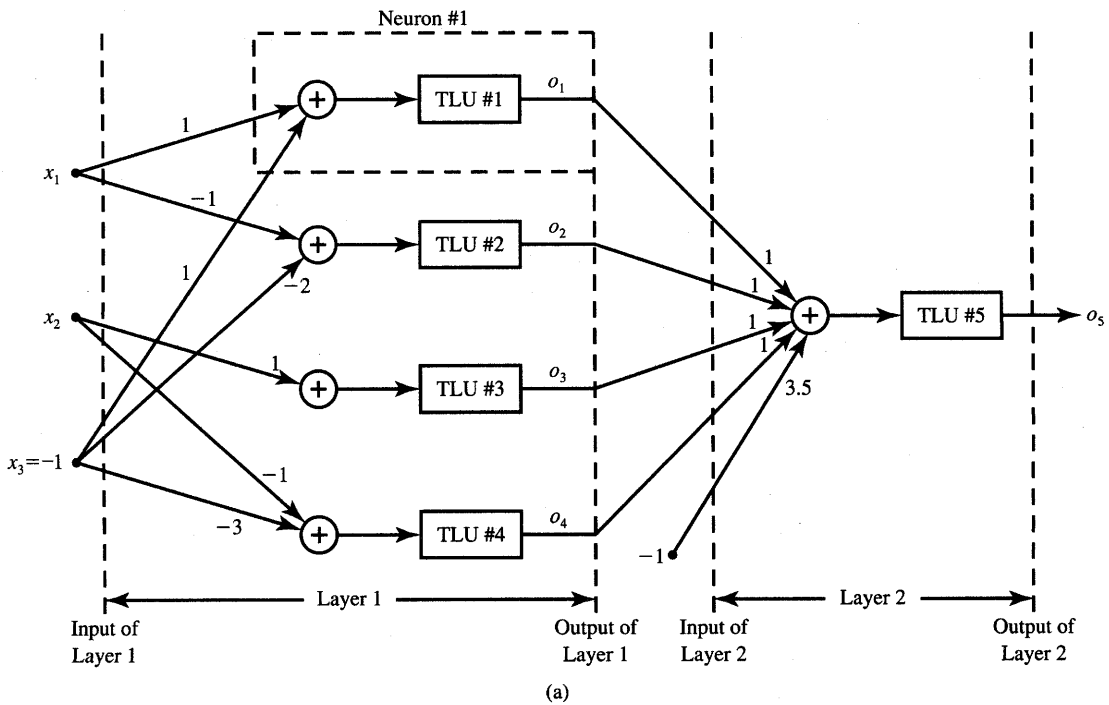 Neuron #1
o₁
TLU #1
1
x₁
−1
o₂
TLU #2
1
−2
1
1
x₂
1
1
TLU #5
o₅
1
o₃
TLU #3
3.5
x₃=−1
−1
−3
o₄
TLU #4
−1
Layer 1
Layer 2
Input of
Layer 1
Output of
Layer 1
Input of
Layer 2
Output of
Layer 2
(a)